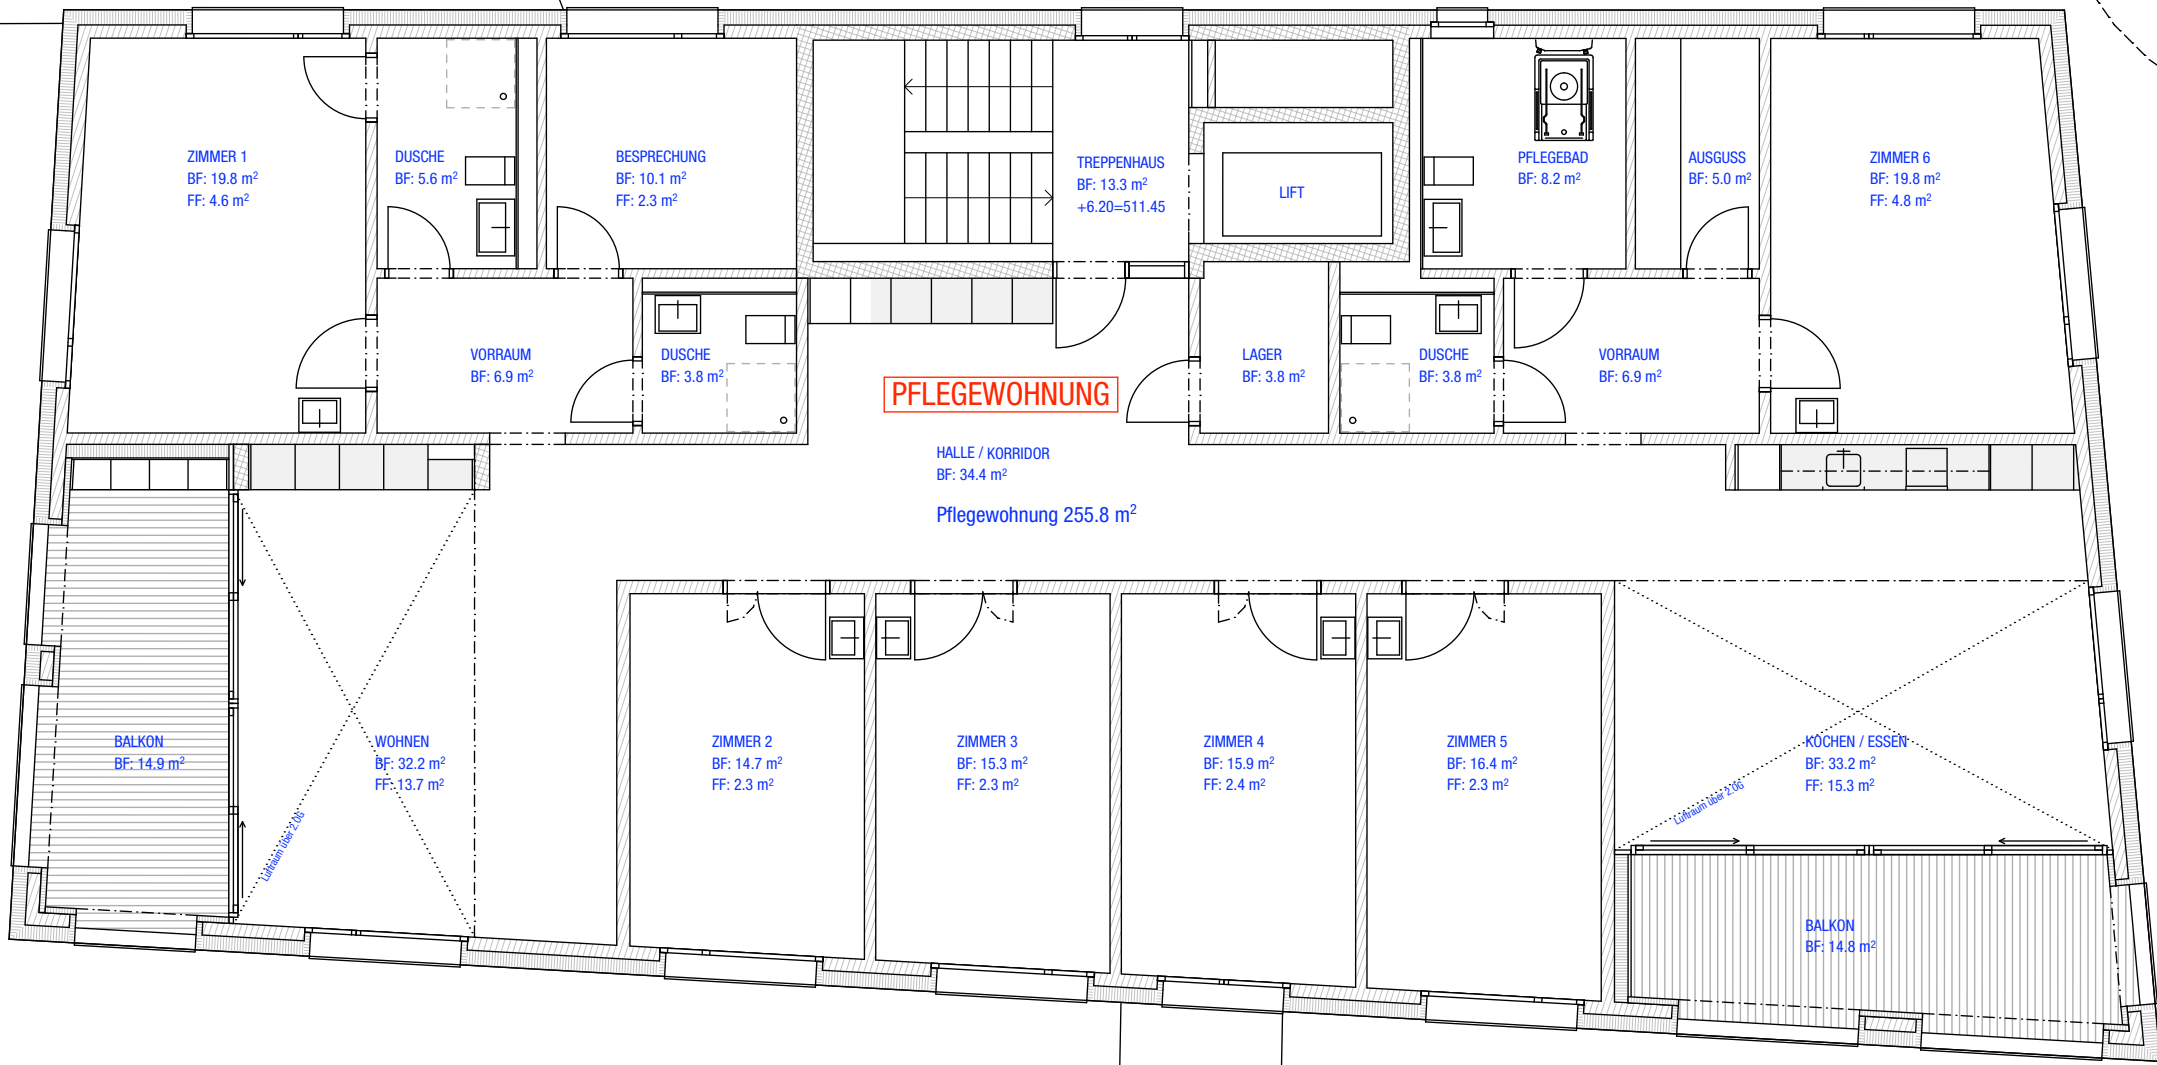 ZIMMER 1
BF: 19.8 m²
FF: 4.6 m²
DUSCHE
BF: 5.6 m²
BESPRECHUNG
BF: 10.1 m²
FF: 2.3 m²
TREPPENHAUS
BF: 13.3 m²
+6.20=511.45
LIFT
PFLEGEBAD
BF: 8.2 m²
AUSGUSS
BF: 5.0 m²
ZIMMER 6
BF: 19.8 m²
FF: 4.8 m²
VORRAUM
BF: 6.9 m²
DUSCHE
BF: 3.8 m²
PFLEGEWOHNUNG
LAGER
BF: 3.8 m²
DUSCHE
BF: 3.8 m²
VORRAUM
BF: 6.9 m²
HALLE / KORRIDOR
BF: 34.4 m²
Pflegewohnung 255.8 m²
BALKON
BF: 14.9 m²
WOHNEN
BF: 32.2 m²
FF: 13.7 m²
Luftraum über 2.OG
ZIMMER 2
BF: 14.7 m²
FF: 2.3 m²
ZIMMER 3
BF: 15.3 m²
FF: 2.3 m²
ZIMMER 4
BF: 15.9 m²
FF: 2.4 m²
ZIMMER 5
BF: 16.4 m²
FF: 2.3 m²
KOCHEN / ESSEN
BF: 33.2 m²
FF: 15.3 m²
Luftraum über 2.OG
BALKON
BF: 14.8 m²